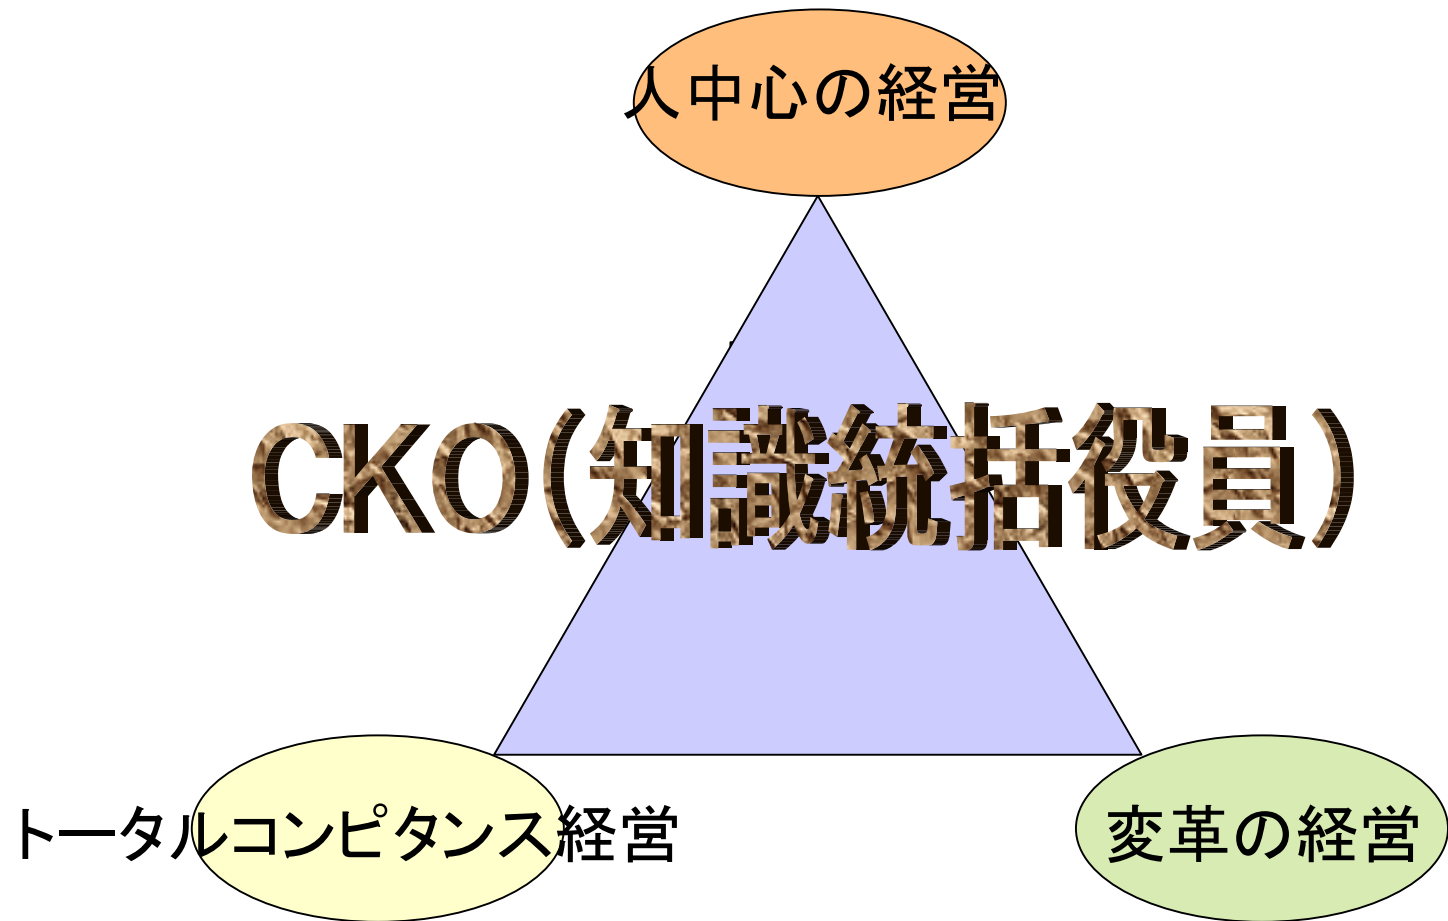 人中心の経営
CKO(知識統括役員)
トータルコンピタンス経営
変革の経営